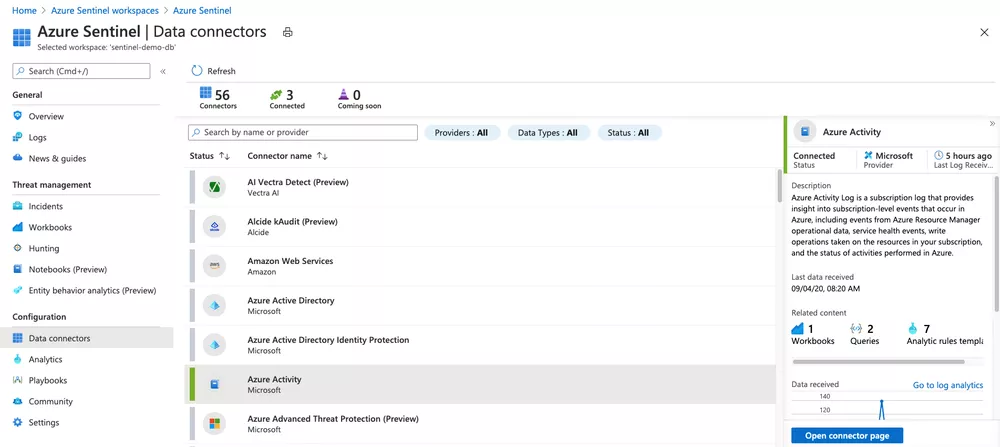 Home > Azure Sentinel workspaces > Azure Sentinel
Azure Sentinel | Data connectors
Selected workspace: 'sentinel-demo-db'
Search (Cmd+/)
«
General
Overview
Logs
News & guides
Threat management
Incidents
Workbooks
Hunting
Notebooks (Preview)
Entity behavior analytics (Preview)
Configuration
Data connectors
Analytics
Playbooks
Community
Settings
Refresh
56
Connectors
3
Connected
0
Coming soon
Search by name or provider
Providers : All
Data Types : All
Status : All
Status ↑↓
Connector name ↑↓
AI Vectra Detect (Preview)
Vectra AI
Alcide kAudit (Preview)
Alcide
Amazon Web Services
Amazon
Azure Active Directory
Microsoft
Azure Active Directory Identity Protection
Microsoft
Azure Activity
Microsoft
Azure Advanced Threat Protection (Preview)
Microsoft
»
Azure Activity
Connected
Status
Microsoft
Provider
5 hours ago
Last Log Receiv...
Description
Azure Activity Log is a subscription log that provides
insight into subscription-level events that occur in
Azure, including events from Azure Resource Manager
operational data, service health events, write
operations taken on the resources in your subscription,
and the status of activities performed in Azure.
Last data received
09/04/20, 08:20 AM
Related content
1
Workbooks
2
Queries
7
Analytic rules templa
Data received
Go to log analytics
140
120
Open connector page